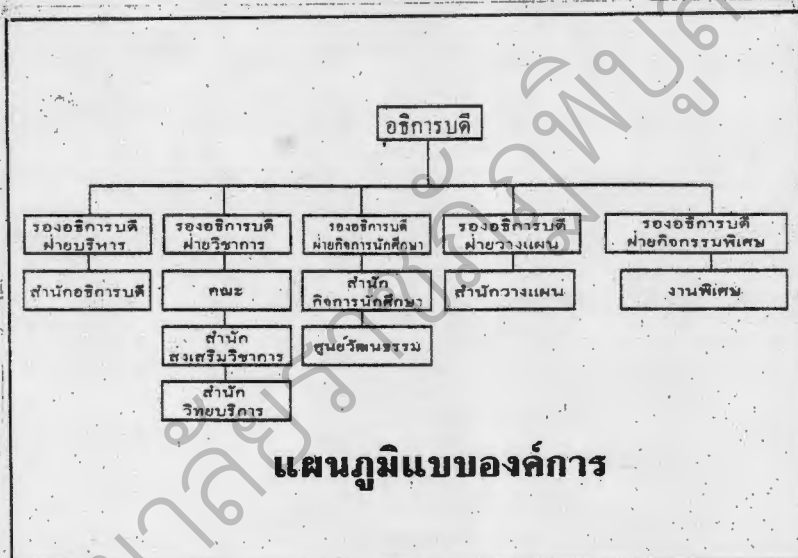 อธิการบดี
รองอธิการบดี
ฝ่ายบริหาร
รองอธิการบดี
ฝ่ายวิชาการ
รองอธิการบดี
ฝ่ายกิจการนักศึกษา
รองอธิการบดี
ฝ่ายวางแผน
รองอธิการบดี
ฝ่ายกิจกรรมพิเศษ
สำนักอธิการบดี
คณะ
สำนัก
กิจการนักศึกษา
สำนักวางแผน
งานพิเศษ
สำนัก
ส่งเสริมวิชาการ
ศูนย์วัฒนธรรม
สำนัก
วิทยบริการ
แผนภูมิแบบองค์การ